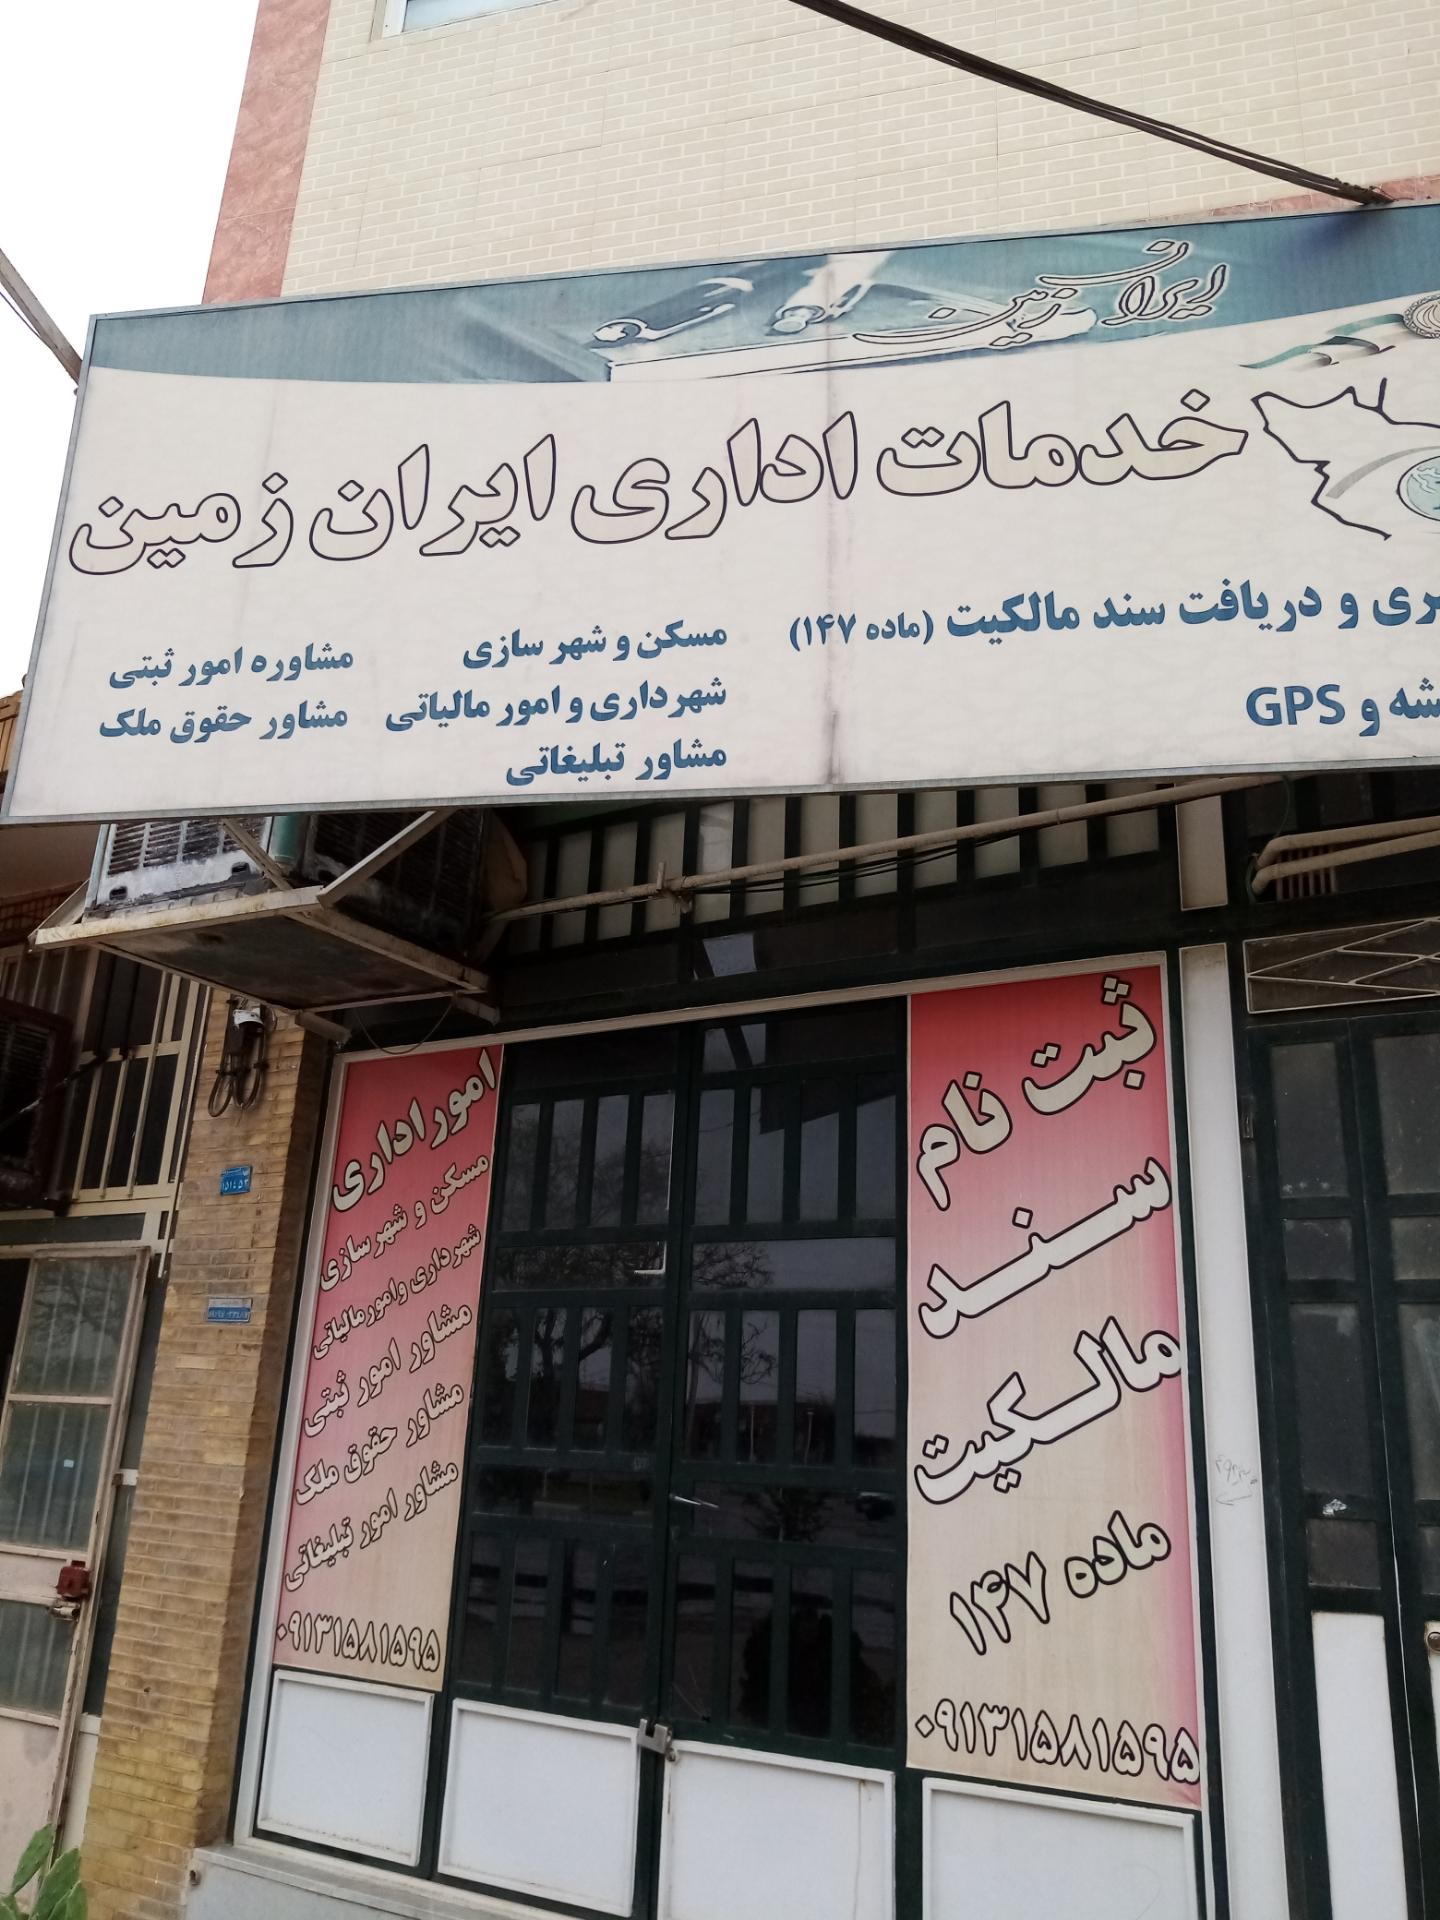 ایران زمین
خدمات اداری ایران زمین
و دریافت سند مالکیت (ماده ۱۴۷)
و GPS
مسکن و شهر سازی
شهرداری و امور مالیاتی
مشاور تبلیغاتی
مشاوره امور ثبتی
مشاور حقوق ملک
ثبت نام
سند
مالکیت
ماده ۱۴۷
۰۹۱۳۱۵۸۱۵۹۵
امور اداری
مسکن و شهر سازی
شهرداری و امور مالیاتی
مشاور امور ثبتی
مشاور حقوق ملک
مشاور امور تبلیغاتی
۰۹۱۳۱۵۸۱۵۹۵